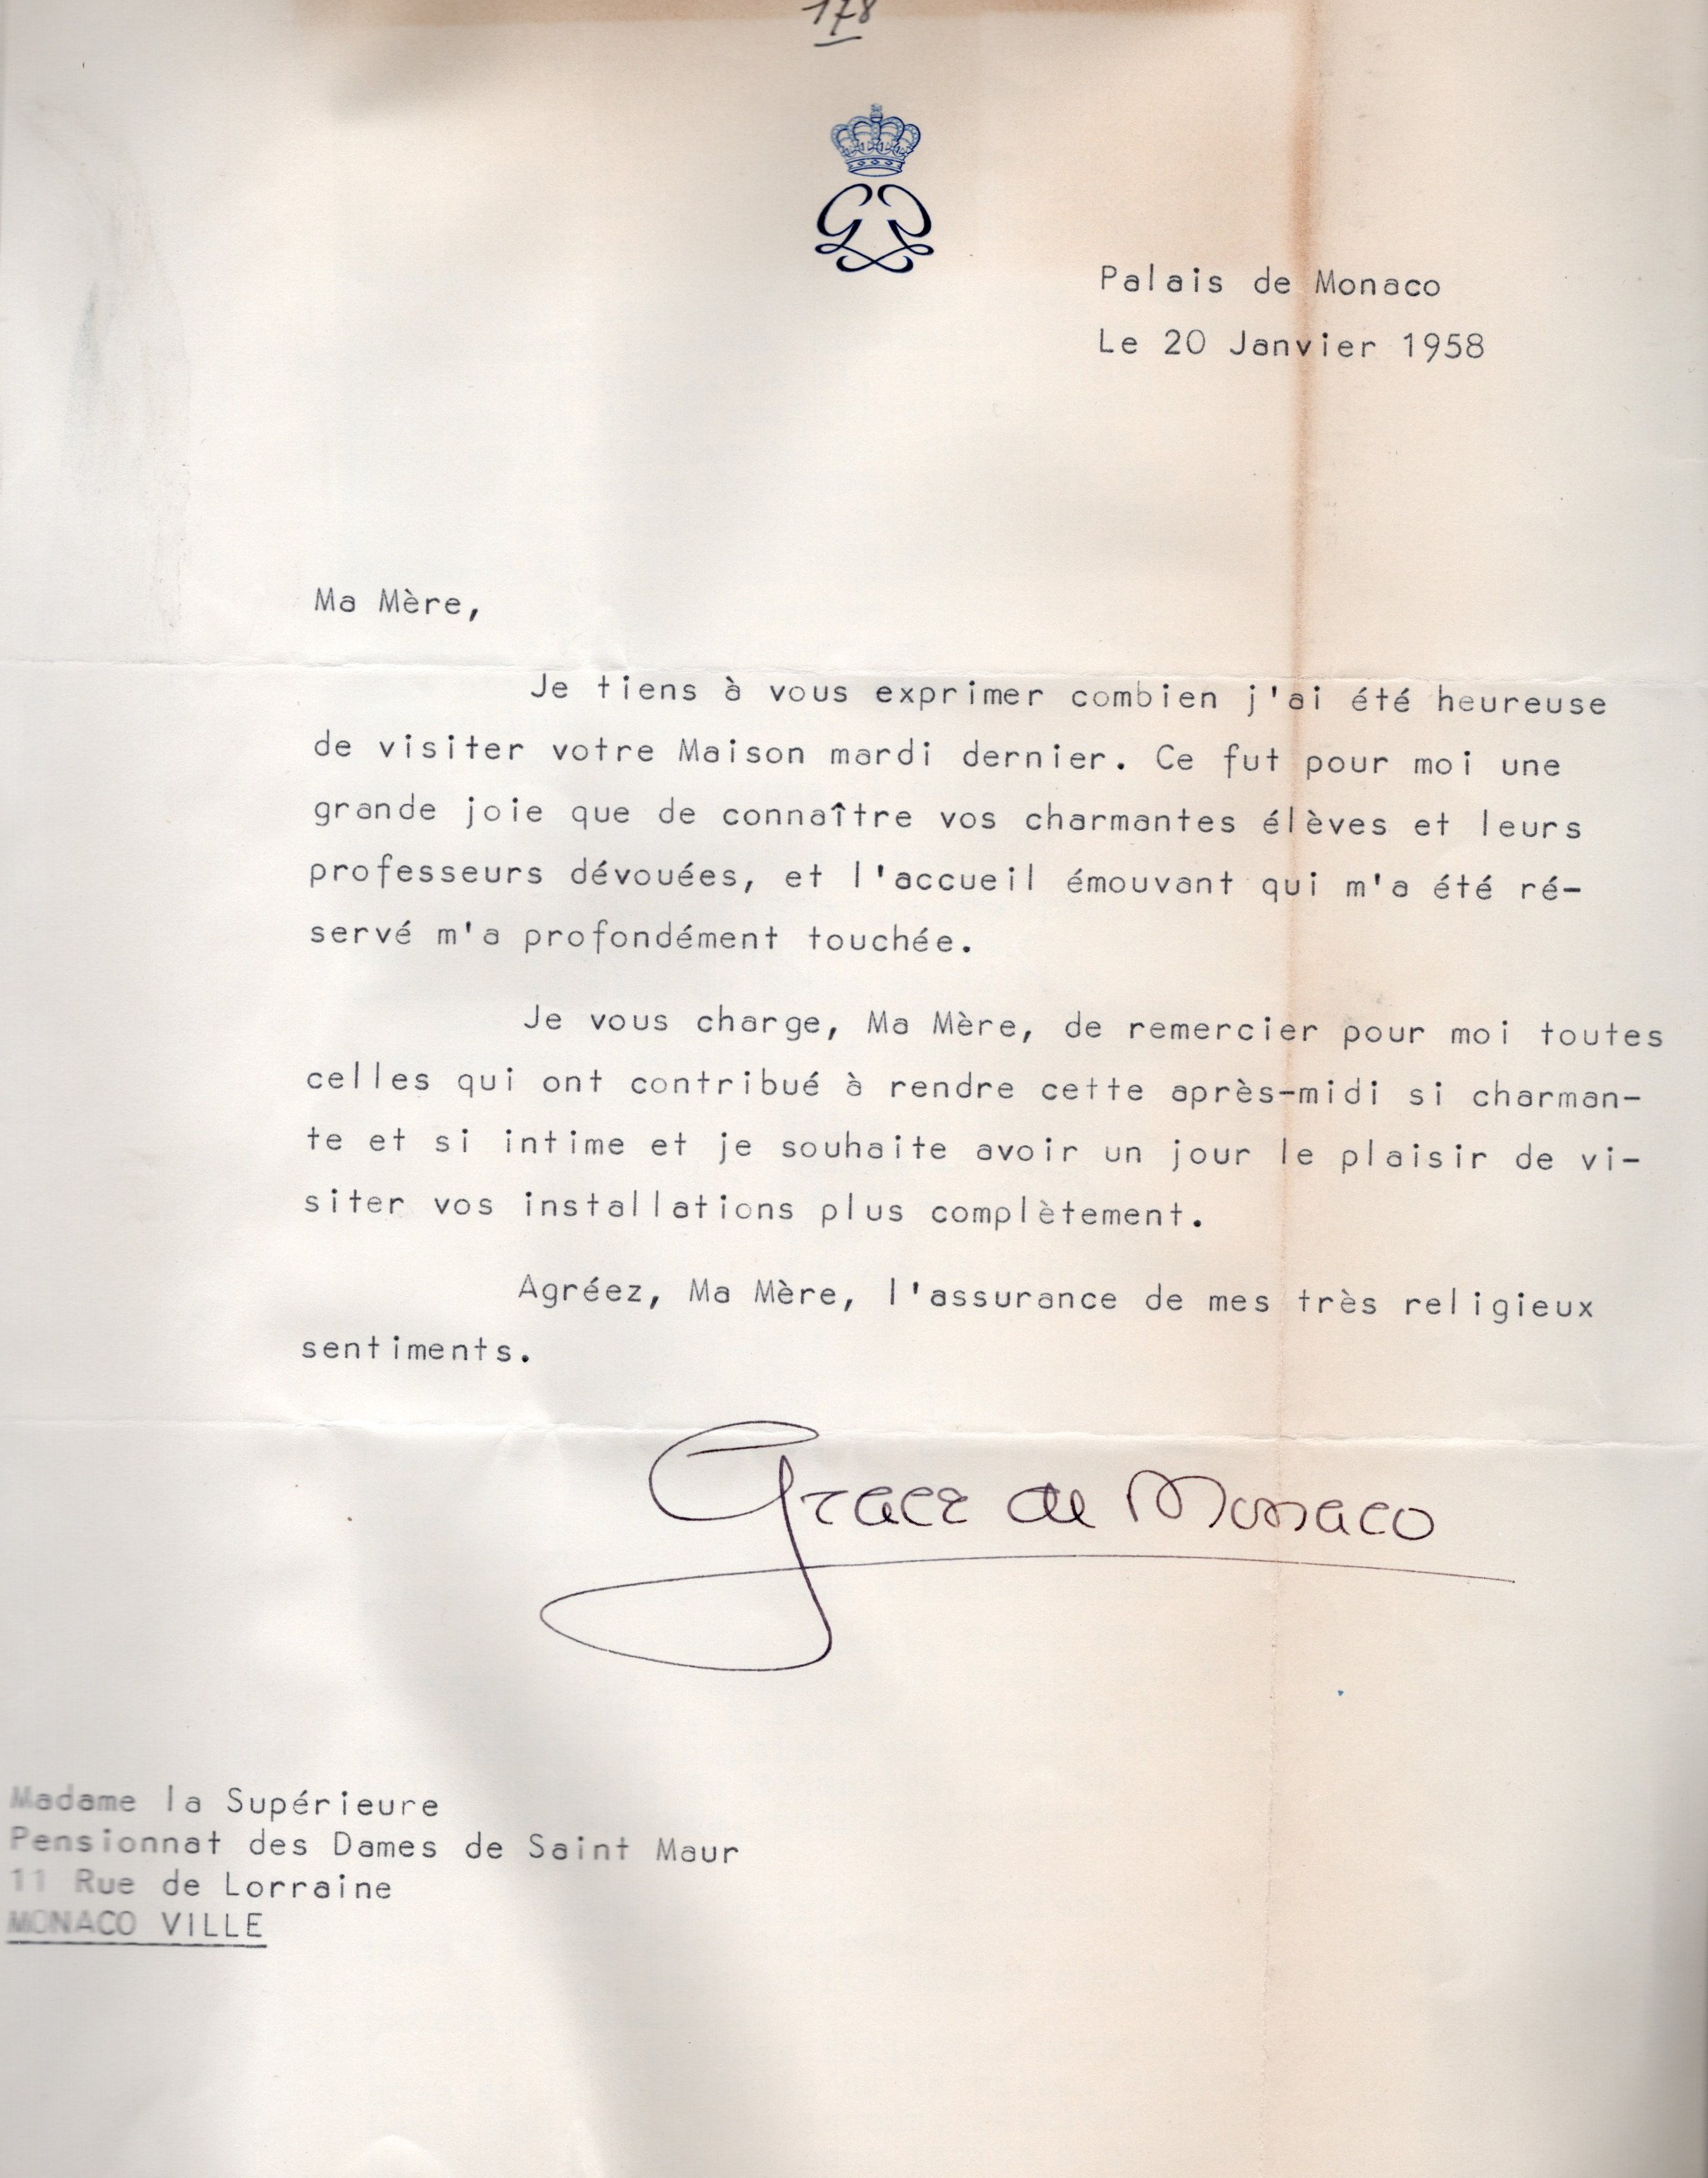 178
Palais de Monaco
Le 20 Janvier 1958
Ma Mère,
Je tiens à vous exprimer combien j'ai été heureuse
de visiter votre Maison mardi dernier. Ce fut pour moi une
grande joie que de connaître vos charmantes élèves et leurs
professeurs dévouées, et l'accueil émouvant qui m'a été ré-
servé m'a profondément touchée.
Je vous charge, Ma Mère, de remercier pour moi toutes
celles qui ont contribué à rendre cette après-midi si charman-
te et si intime et je souhaite avoir un jour le plaisir de vi-
siter vos installations plus complètement.
Agréez, Ma Mère, l'assurance de mes très religieux
sentiments.
Grace de Monaco
Madame la Supérieure
Pensionnat des Dames de Saint Maur
11 Rue de Lorraine
MONACO VILLE